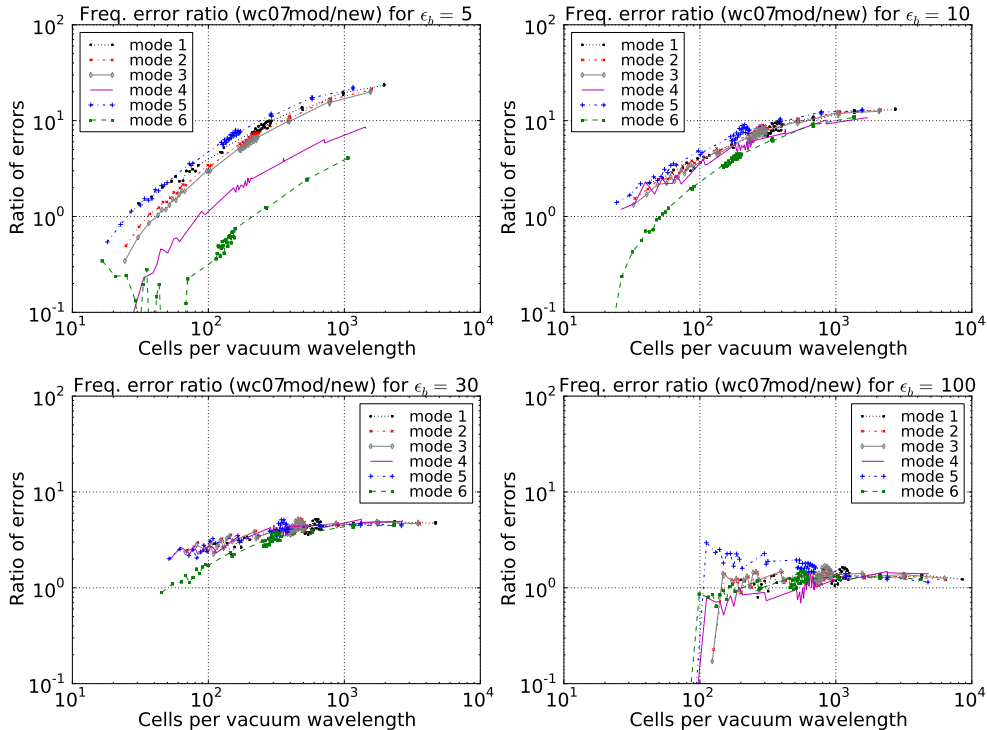 Freq. error ratio (wc07mod/new) for ϵ_b = 5
Ratio of errors
10^2
10^1
10^0
10^-1
mode 1
mode 2
mode 3
mode 4
mode 5
mode 6
10^1 10^2 10^3 10^4
Cells per vacuum wavelength
Freq. error ratio (wc07mod/new) for ϵ_b = 10
Ratio of errors
10^2
10^1
10^0
10^-1
mode 1
mode 2
mode 3
mode 4
mode 5
mode 6
10^1 10^2 10^3 10^4
Cells per vacuum wavelength
Freq. error ratio (wc07mod/new) for ϵ_b = 30
Ratio of errors
10^2
10^1
10^0
10^-1
mode 1
mode 2
mode 3
mode 4
mode 5
mode 6
10^1 10^2 10^3 10^4
Cells per vacuum wavelength
Freq. error ratio (wc07mod/new) for ϵ_b = 100
Ratio of errors
10^2
10^1
10^0
10^-1
mode 1
mode 2
mode 3
mode 4
mode 5
mode 6
10^1 10^2 10^3 10^4
Cells per vacuum wavelength